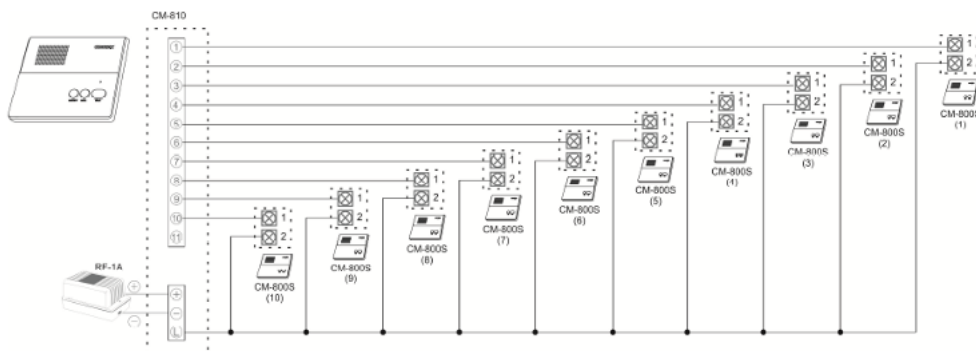 CM-810
① 1
② 1 2
③ 1 2
④ 1 2 CM-800S
(1)
⑤ 1 2 CM-800S
(2)
⑥ 1 2 CM-800S
(3)
⑦ 1 2 CM-800S
(4)
⑧ 1 2 CM-800S
(5)
⑨ 1 2 CM-800S
(6)
⑩ 1 2 CM-800S
(7)
⑪ 2 CM-800S
(8)
CM-800S
(9)
RF-1A
CM-800S
(10)
⊕ +
⊖ −
L